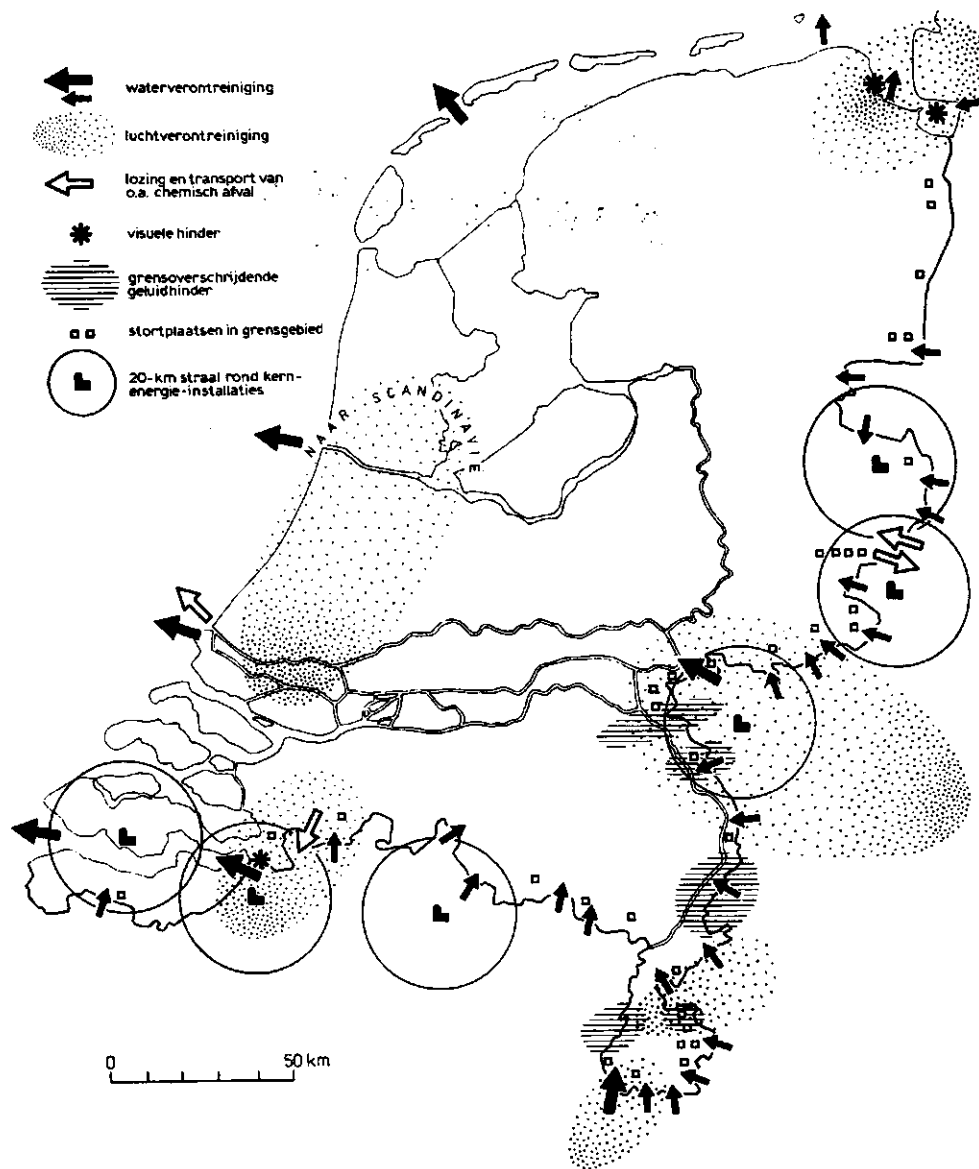 waterverontreiniging
luchtverontreiniging
lozing en transport van
o.a. chemisch afval
visuele hinder
grensoverschrijdende
geluidhinder
stortplaatsen in grensgebied
20-km straal rond kern-
energie-installaties
NAAR SCANDINAVIE
0 50 km